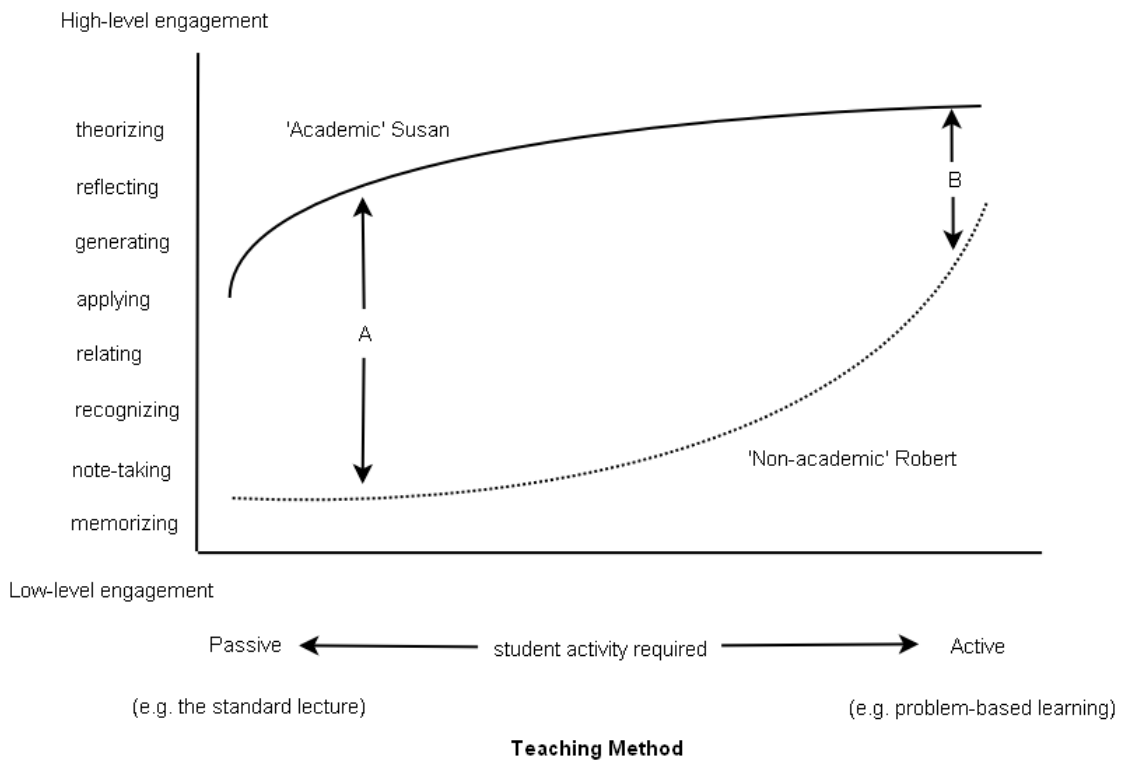 High-level engagement
theorizing
'Academic' Susan
reflecting
B
generating
applying
A
relating
recognizing
note-taking
'Non-academic' Robert
memorizing
Low-level engagement
Passive
student activity required
Active
(e.g. the standard lecture)
(e.g. problem-based learning)
Teaching Method